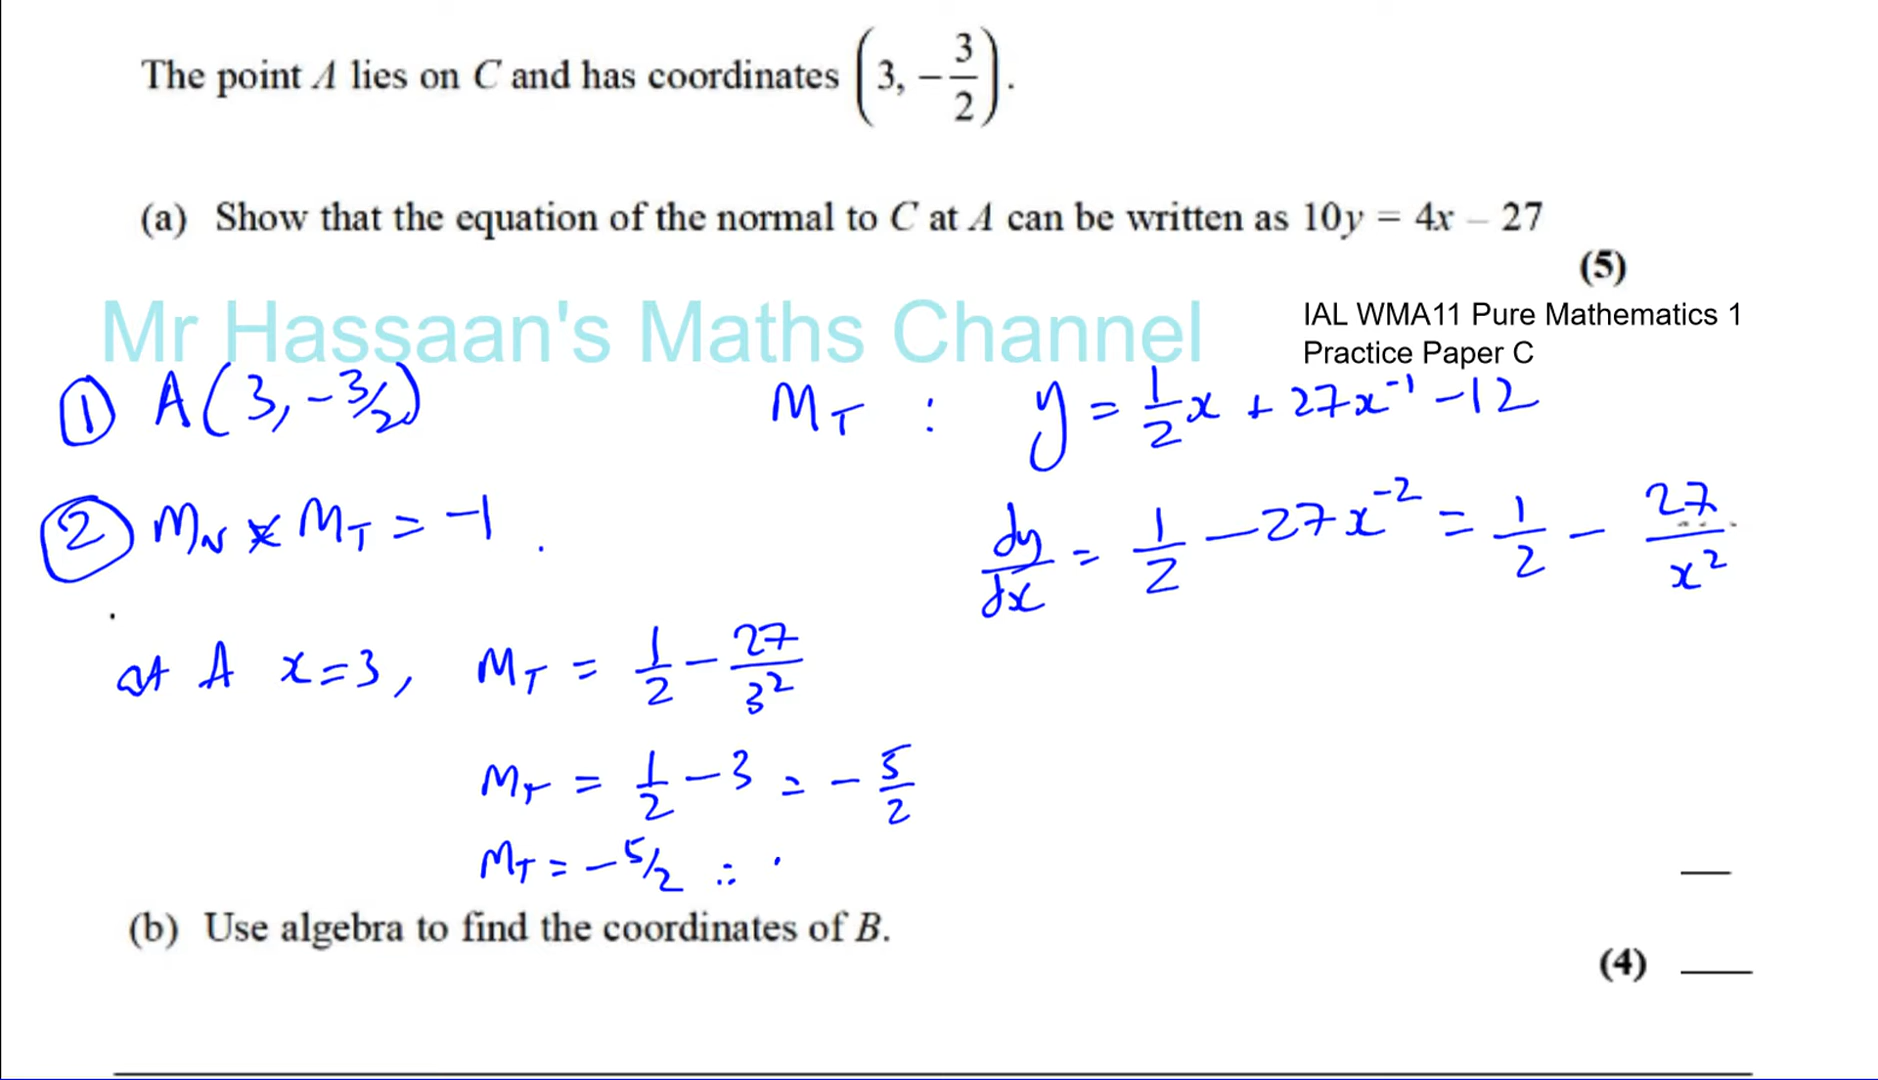 The point A lies on C and has coordinates (3, −3/2).
(a) Show that the equation of the normal to C at A can be written as 10y = 4x – 27
(5)
Mr Hassaan's Maths Channel
IAL WMA11 Pure Mathematics 1
Practice Paper C
① A(3, -3/2)
M_T : y = 1/2 x + 27x⁻¹ - 12
② M_N × M_T = -1 .
dy/dx = 1/2 - 27x⁻² = 1/2 - 27/x²
at A x=3, M_T = 1/2 - 27/3²
M_T = 1/2 - 3 = - 5/2
M_T = -5/2 ∴
(b) Use algebra to find the coordinates of B.
(4)